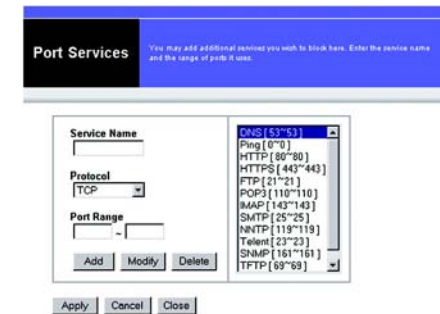 Port Services
You may add additional services you wish to block here. Enter the service name
and the range of ports it uses.
Service Name
Protocol
TCP
Port Range
~
Add Modify Delete
DNS [ 53~53 ]
Ping [ 0~0 ]
HTTP [ 80~80 ]
HTTPS [ 443~443 ]
FTP [ 21~21 ]
POP3 [ 110~110 ]
IMAP [ 143~143 ]
SMTP [ 25~25 ]
NNTP [ 119~119 ]
Telent [ 23~23 ]
SNMP [ 161~161 ]
TFTP [ 69~69 ]
Apply Cancel Close